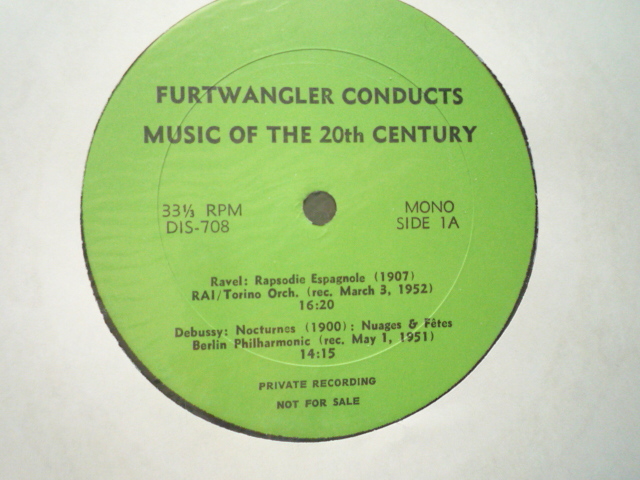 FURTWANGLER CONDUCTS
MUSIC OF THE 20th CENTURY
33⅓ RPM MONO
DIS-708 SIDE 1A
Ravel: Rapsodie Espagnole (1907)
RAI/Torino Orch. (rec. March 3, 1952)
16:20
Debussy: Nocturnes (1900): Nuages & Fêtes
Berlin Philharmonic (rec. May 1, 1951)
14:15
PRIVATE RECORDING
NOT FOR SALE